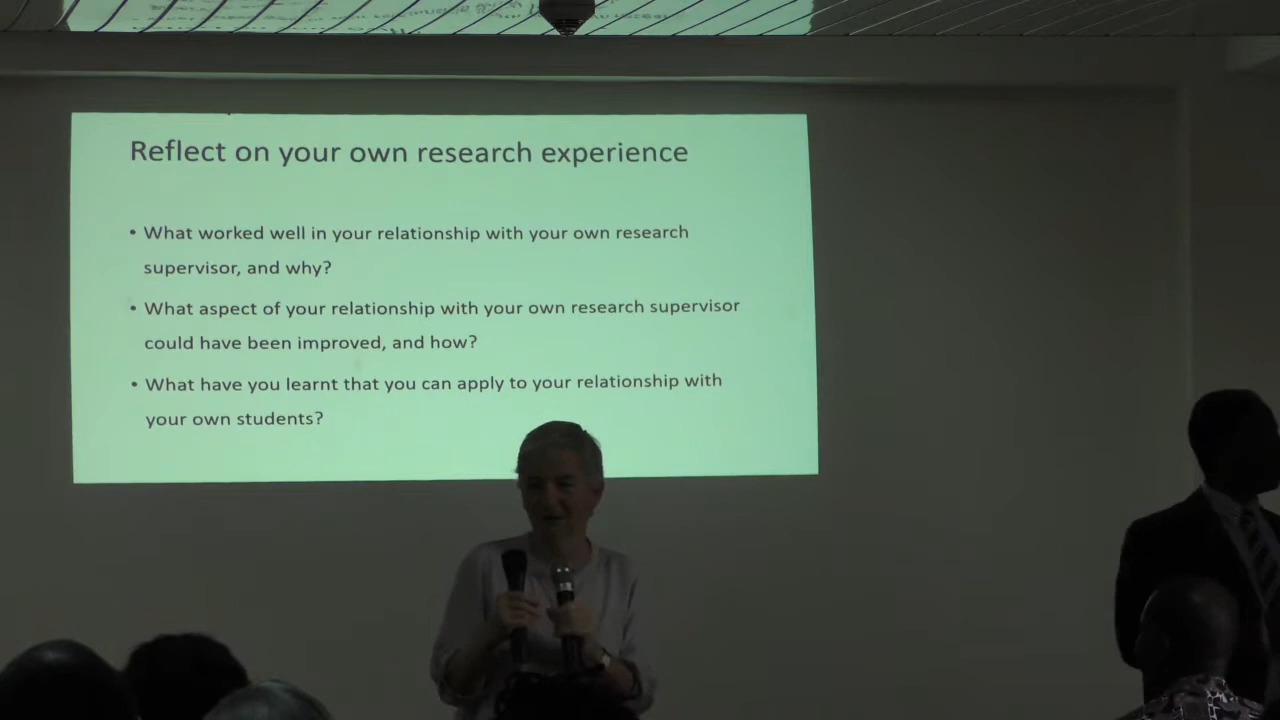 Reflect on your own research experience
• What worked well in your relationship with your own research
supervisor, and why?
• What aspect of your relationship with your own research supervisor
could have been improved, and how?
• What have you learnt that you can apply to your relationship with
your own students?